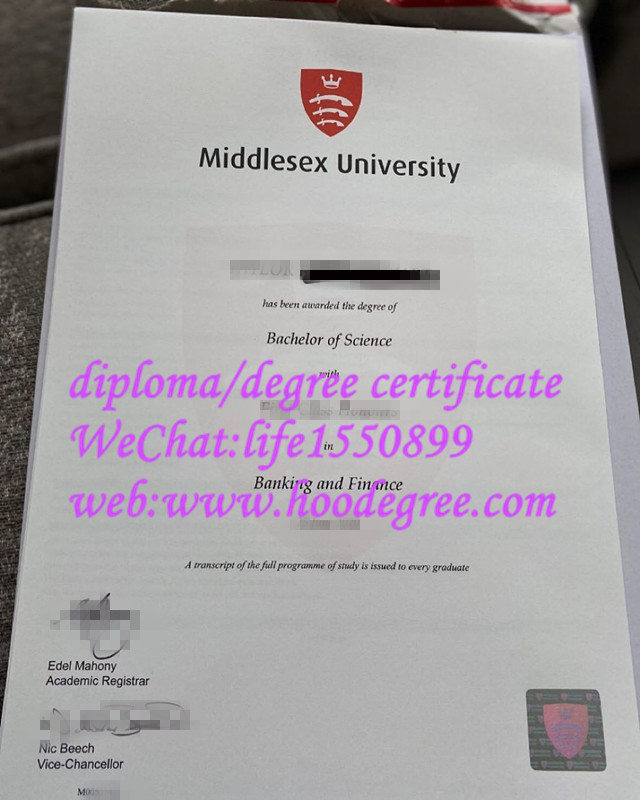 Middlesex University
has been awarded the degree of
Bachelor of Science
with
diploma/degree certificate
WeChat:life1550899
in
Banking and Finance
web:www.hoodegree.com
A transcript of the full programme of study is issued to every graduate
Edel Mahony
Academic Registrar
Nic Beech
Vice-Chancellor